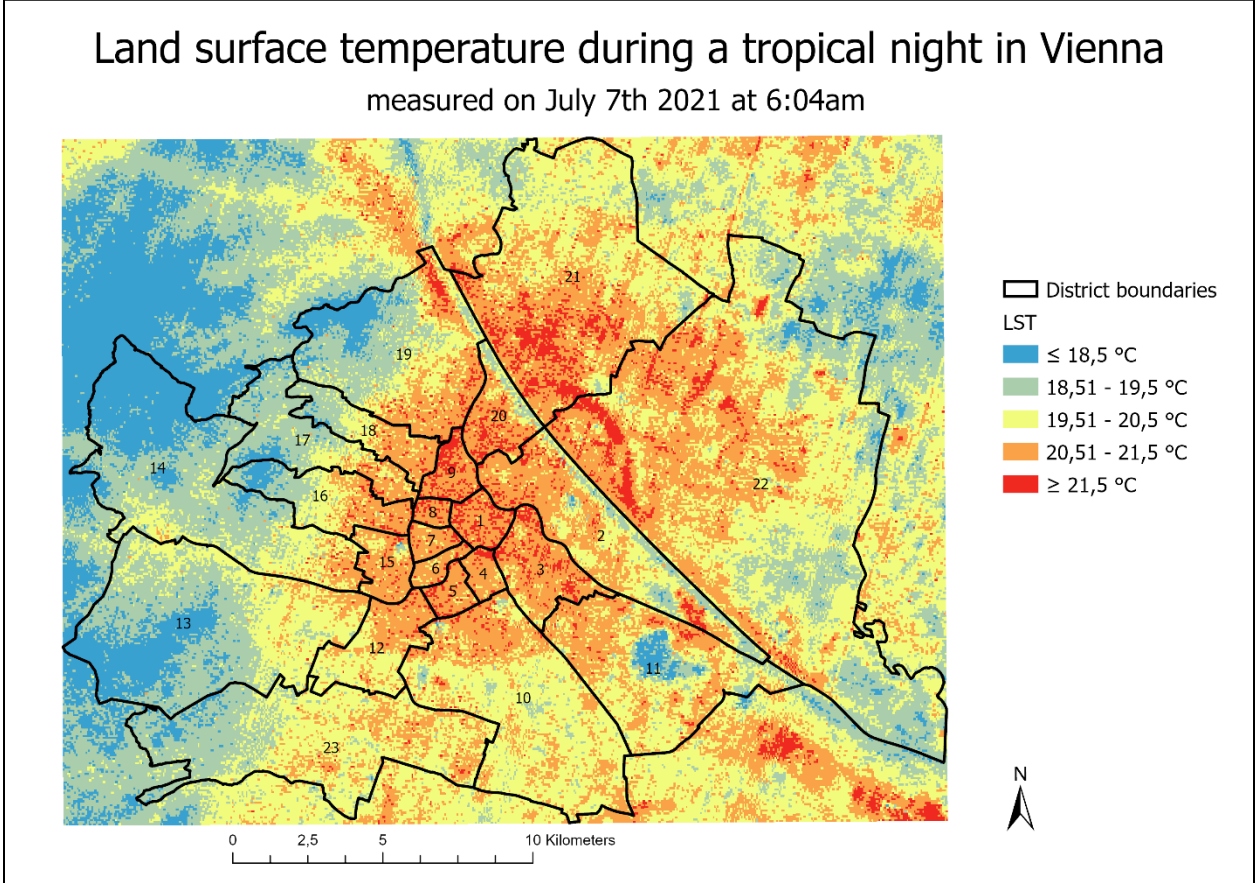 Land surface temperature during a tropical night in Vienna
measured on July 7th 2021 at 6:04am
21
19
20
18
17
14
9
22
16
8
1
7
2
15
6
3
4
5
13
12
11
10
23
District boundaries
LST
≤ 18,5 °C
18,51 - 19,5 °C
19,51 - 20,5 °C
20,51 - 21,5 °C
≥ 21,5 °C
N
0 2,5 5 10 Kilometers